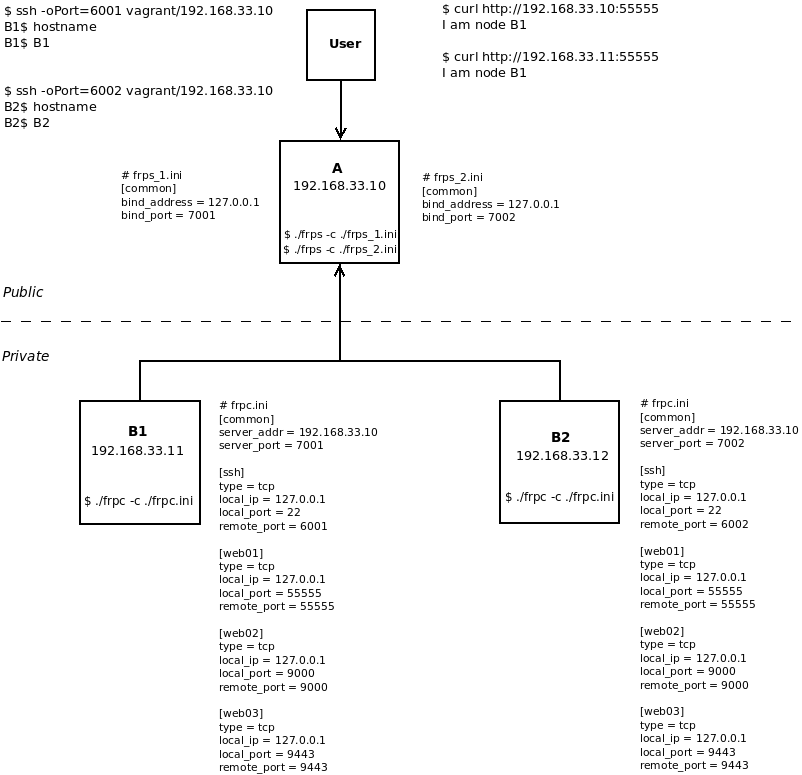 $ ssh -oPort=6001 vagrant/192.168.33.10
B1$ hostname
B1$ B1
$ ssh -oPort=6002 vagrant/192.168.33.10
B2$ hostname
B2$ B2
User
$ curl http://192.168.33.10:55555
I am node B1
$ curl http://192.168.33.11:55555
I am node B1
# frps_1.ini
[common]
bind_address = 127.0.0.1
bind_port = 7001
A
192.168.33.10
$ ./frps -c ./frps_1.ini
$ ./frps -c ./frps_2.ini
# frps_2.ini
[common]
bind_address = 127.0.0.1
bind_port = 7002
Public
Private
B1
192.168.33.11
$ ./frpc -c ./frpc.ini
# frpc.ini
[common]
server_addr = 192.168.33.10
server_port = 7001
[ssh]
type = tcp
local_ip = 127.0.0.1
local_port = 22
remote_port = 6001
[web01]
type = tcp
local_ip = 127.0.0.1
local_port = 55555
remote_port = 55555
[web02]
type = tcp
local_ip = 127.0.0.1
local_port = 9000
remote_port = 9000
[web03]
type = tcp
local_ip = 127.0.0.1
local_port = 9443
remote_port = 9443
B2
192.168.33.12
$ ./frpc -c ./frpc.ini
# frpc.ini
[common]
server_addr = 192.168.33.10
server_port = 7002
[ssh]
type = tcp
local_ip = 127.0.0.1
local_port = 22
remote_port = 6002
[web01]
type = tcp
local_ip = 127.0.0.1
local_port = 55555
remote_port = 55555
[web02]
type = tcp
local_ip = 127.0.0.1
local_port = 9000
remote_port = 9000
[web03]
type = tcp
local_ip = 127.0.0.1
local_port = 9443
remote_port = 9443